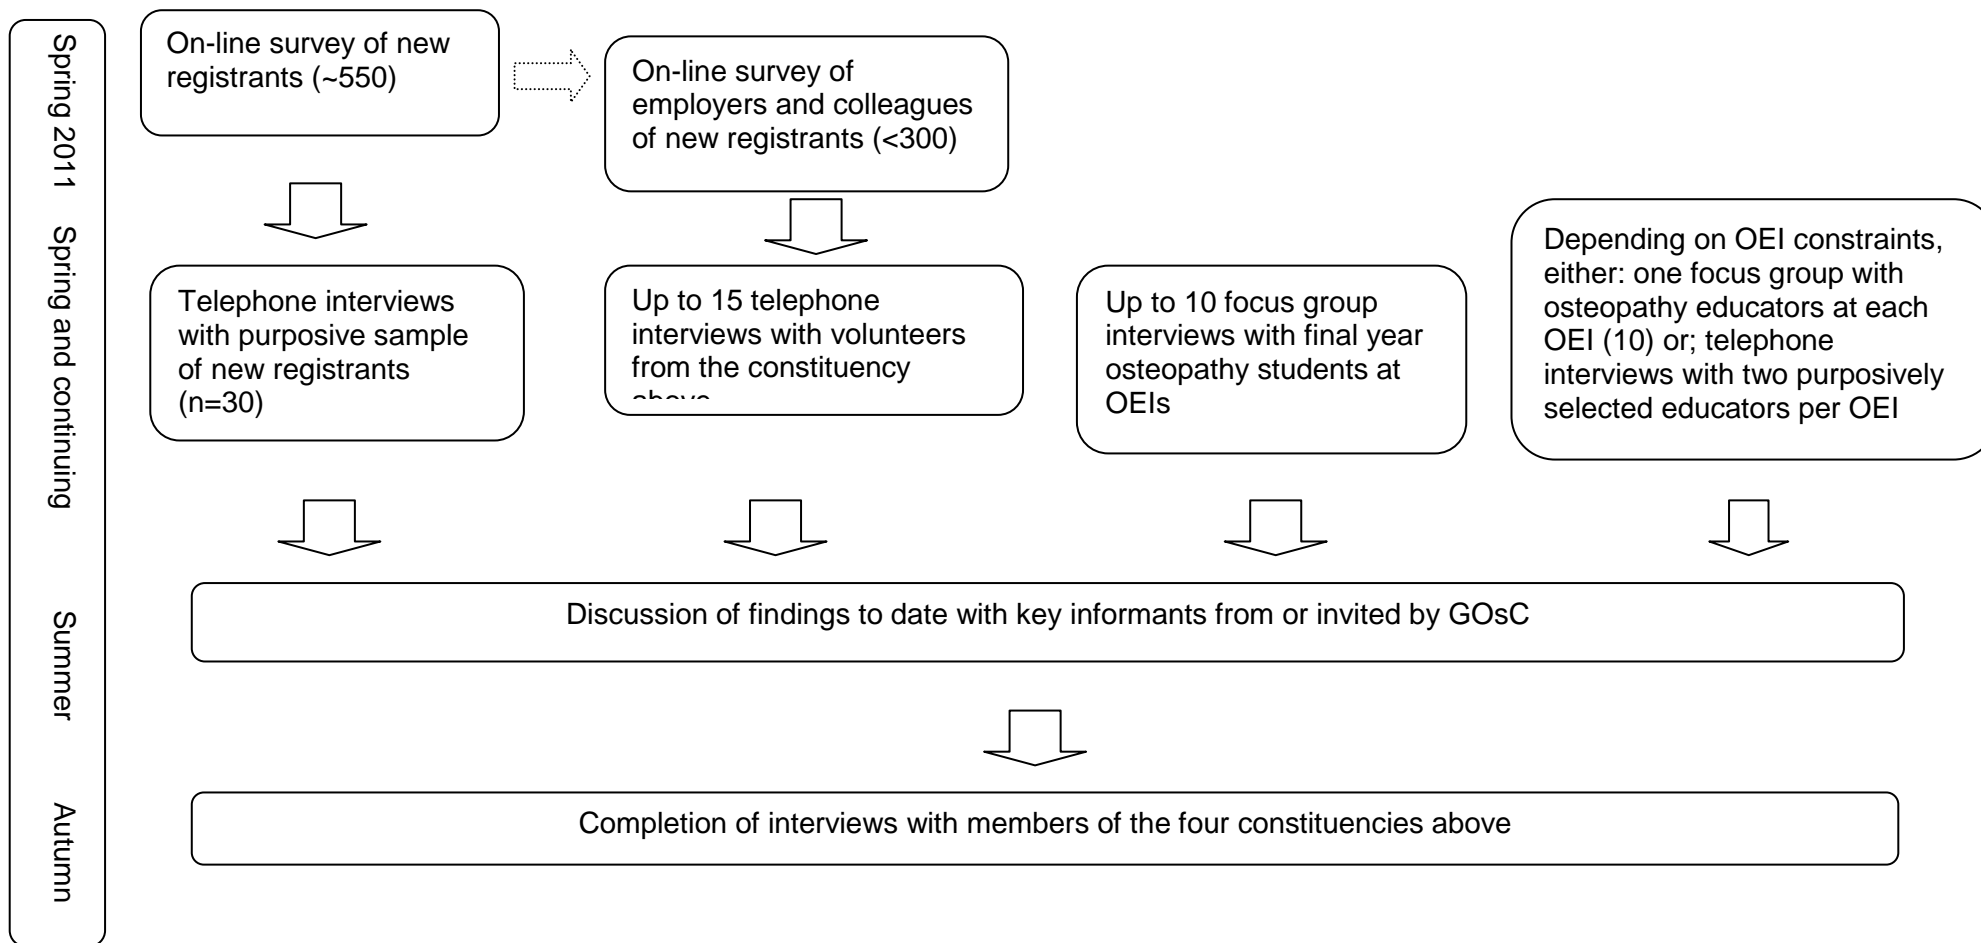 Spring 2011
Spring and continuing
Summer
Autumn
On-line survey of new
registrants (~550)
On-line survey of
employers and colleagues
of new registrants (<300)
Telephone interviews
with purposive sample
of new registrants
(n=30)
Up to 15 telephone
interviews with volunteers
from the constituency
above
Up to 10 focus group
interviews with final year
osteopathy students at
OEIs
Depending on OEI constraints,
either: one focus group with
osteopathy educators at each
OEI (10) or; telephone
interviews with two purposively
selected educators per OEI
Discussion of findings to date with key informants from or invited by GOsC
Completion of interviews with members of the four constituencies above